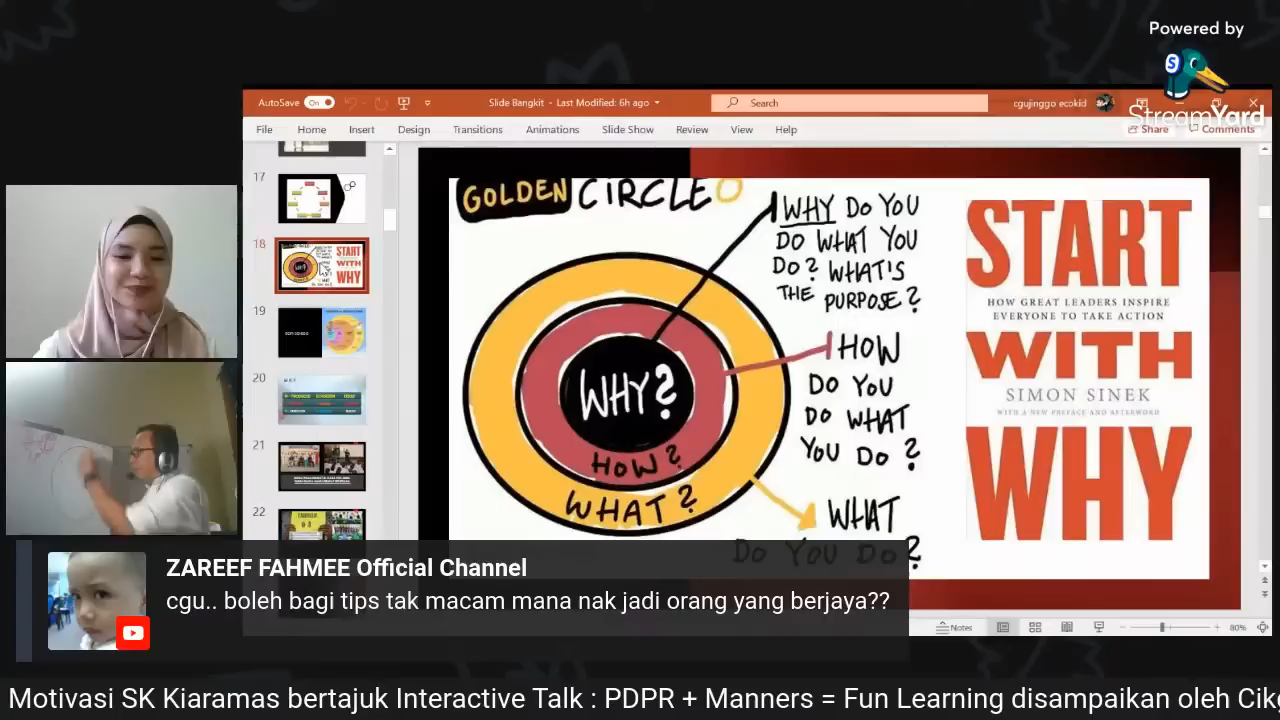 Powered by
StreamYard
AutoSave On
Slide Bangkit - Last Modified: 6h ago
Search
cgujinggo ecokid
File Home Insert Design Transitions Animations Slide Show Review View Help
Share Comments
17
18
19
20
21
22
GOLDEN CIRCLE
WHY?
HOW?
WHAT?
WHY DO YOU
DO WHAT YOU
DO? WHAT'S
THE PURPOSE?
HOW
DO YOU
DO WHAT
YOU DO?
WHAT
DO YOU DO?
START
HOW GREAT LEADERS INSPIRE
EVERYONE TO TAKE ACTION
WITH
SIMON SINEK
WITH A NEW PREFACE AND AFTERWORD
WHY
Notes
80%
ZAREEF FAHMEE Official Channel
cgu.. boleh bagi tips tak macam mana nak jadi orang yang berjaya??
Motivasi SK Kiaramas bertajuk Interactive Talk : PDPR + Manners = Fun Learning disampaikan oleh Cikg